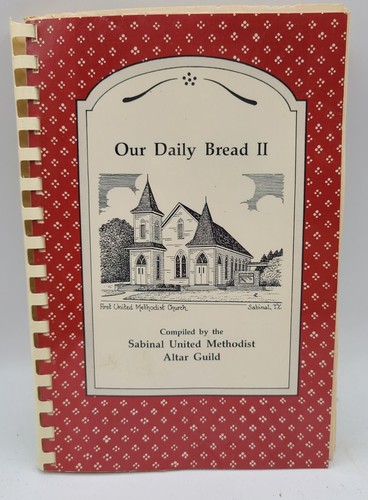 Our Daily Bread II
First United Methodist Church, Sabinal, TX
Compiled by the
Sabinal United Methodist
Altar Guild